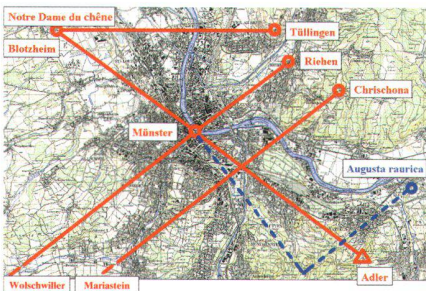 Notre Dame du chêne
Blotzheim
Tüllingen
Riehen
Chrischona
Münster
Augusta raurica
Adler
Wolschwiller
Mariastein